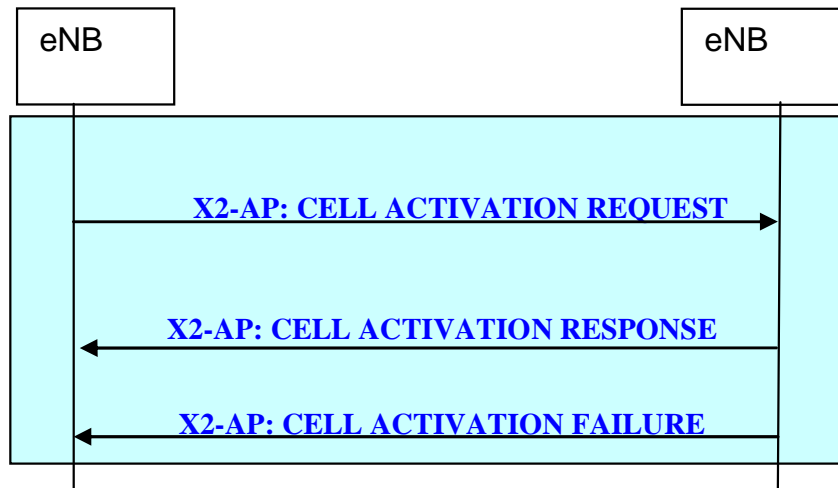 eNB
eNB
X2-AP: CELL ACTIVATION REQUEST
X2-AP: CELL ACTIVATION RESPONSE
X2-AP: CELL ACTIVATION FAILURE